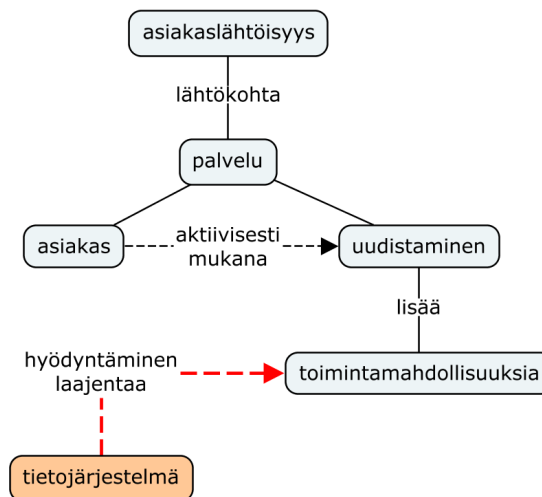 asiakaslähtöisyys
lähtökohta
palvelu
asiakas
aktiivisesti
mukana
uudistaminen
lisää
hyödyntäminen
laajentaa
toimintamahdollisuuksia
tietojärjestelmä